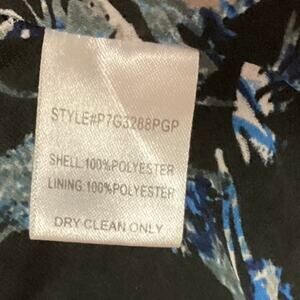 STYLE#P7G3288PGP
SHELL:100%POLYESTER
LINING:100%POLYESTER
DRY CLEAN ONLY